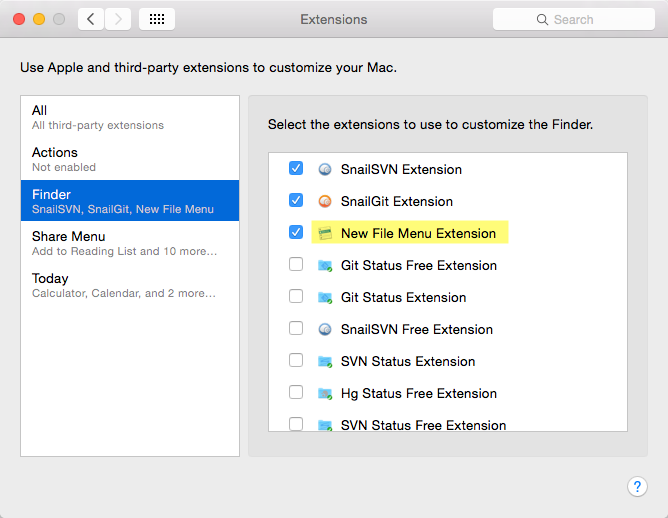 Extensions
Search
Use Apple and third-party extensions to customize your Mac.
All
All third-party extensions
Actions
Not enabled
Finder
SnailSVN, SnailGit, New File Menu
Share Menu
Add to Reading List and 10 more...
Today
Calculator, Calendar, and 2 more...
Select the extensions to use to customize the Finder.
SnailSVN Extension
SnailGit Extension
New File Menu Extension
Git Status Free Extension
Git Status Extension
SnailSVN Free Extension
SVN Status Extension
Hg Status Free Extension
SVN Status Free Extension
?